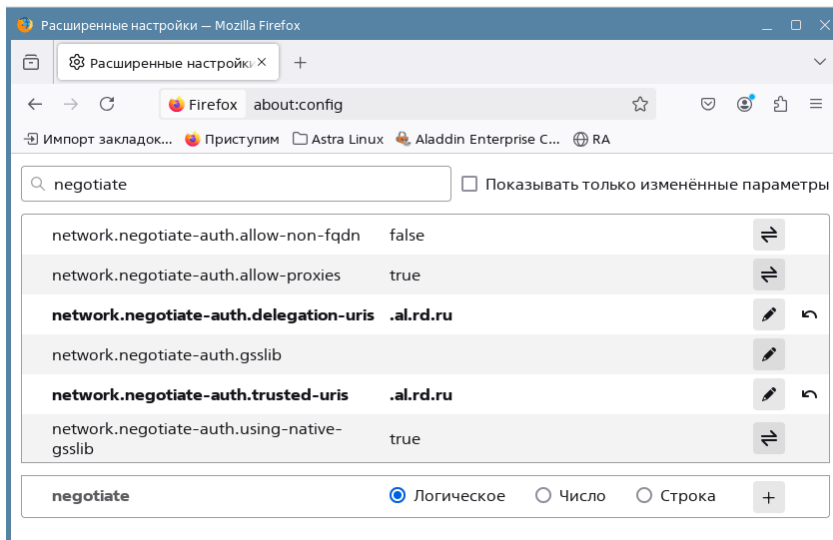 Расширенные настройки — Mozilla Firefox
Расширенные настройки
Firefox about:config
Импорт закладок... Приступим Astra Linux Aladdin Enterprise C... RA
negotiate Показывать только изменённые параметры
network.negotiate-auth.allow-non-fqdn false
network.negotiate-auth.allow-proxies true
network.negotiate-auth.delegation-uris .al.rd.ru
network.negotiate-auth.gsslib
network.negotiate-auth.trusted-uris .al.rd.ru
network.negotiate-auth.using-native-
gsslib true
negotiate Логическое Число Строка